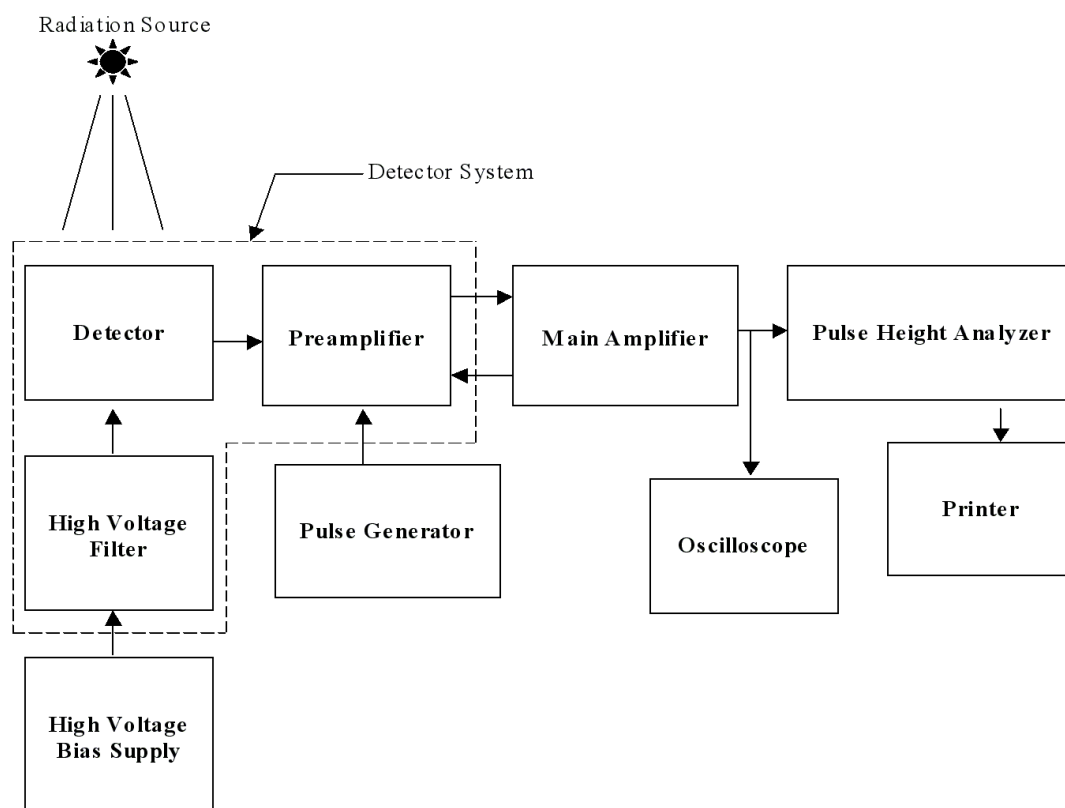 Radiation Source
Detector System
Detector
Preamplifier
Main Amplifier
Pulse Height Analyzer
High Voltage
Filter
Pulse Generator
Oscilloscope
Printer
High Voltage
Bias Supply